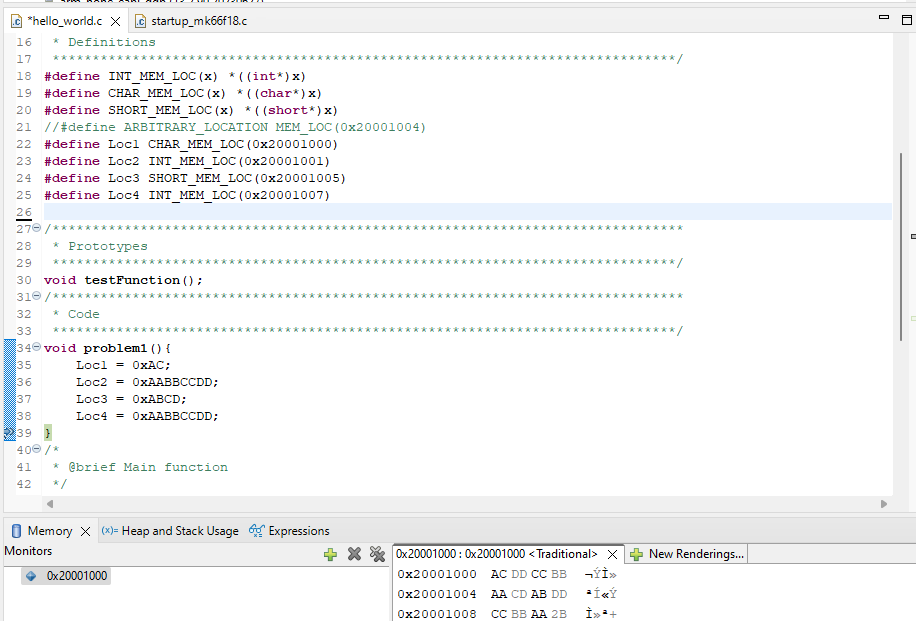 *hello_world.c
startup_mk66f18.c
16 * Definitions
17 ******************************************************************************/
18 #define INT_MEM_LOC(x) *((int*)x)
19 #define CHAR_MEM_LOC(x) *((char*)x)
20 #define SHORT_MEM_LOC(x) *((short*)x)
21 //#define ARBITRARY_LOCATION MEM_LOC(0x20001004)
22 #define Loc1 CHAR_MEM_LOC(0x20001000)
23 #define Loc2 INT_MEM_LOC(0x20001001)
24 #define Loc3 SHORT_MEM_LOC(0x20001005)
25 #define Loc4 INT_MEM_LOC(0x20001007)
26
27 /*******************************************************************************
28 * Prototypes
29 ******************************************************************************/
30 void testFunction();
31 /*******************************************************************************
32 * Code
33 ******************************************************************************/
34 void problem1(){
35 Loc1 = 0xAC;
36 Loc2 = 0xAABBCCDD;
37 Loc3 = 0xABCD;
38 Loc4 = 0xAABBCCDD;
39 }
40 /*
41 * @brief Main function
42 */
Memory (x)= Heap and Stack Usage Expressions
Monitors
0x20001000
0x20001000 : 0x20001000 <Traditional> New Renderings...
0x20001000 AC DD CC BB ¬ÝÌ»
0x20001004 AA CD AB DD ªÍ«Ý
0x20001008 CC BB AA 2B Ì»ª+